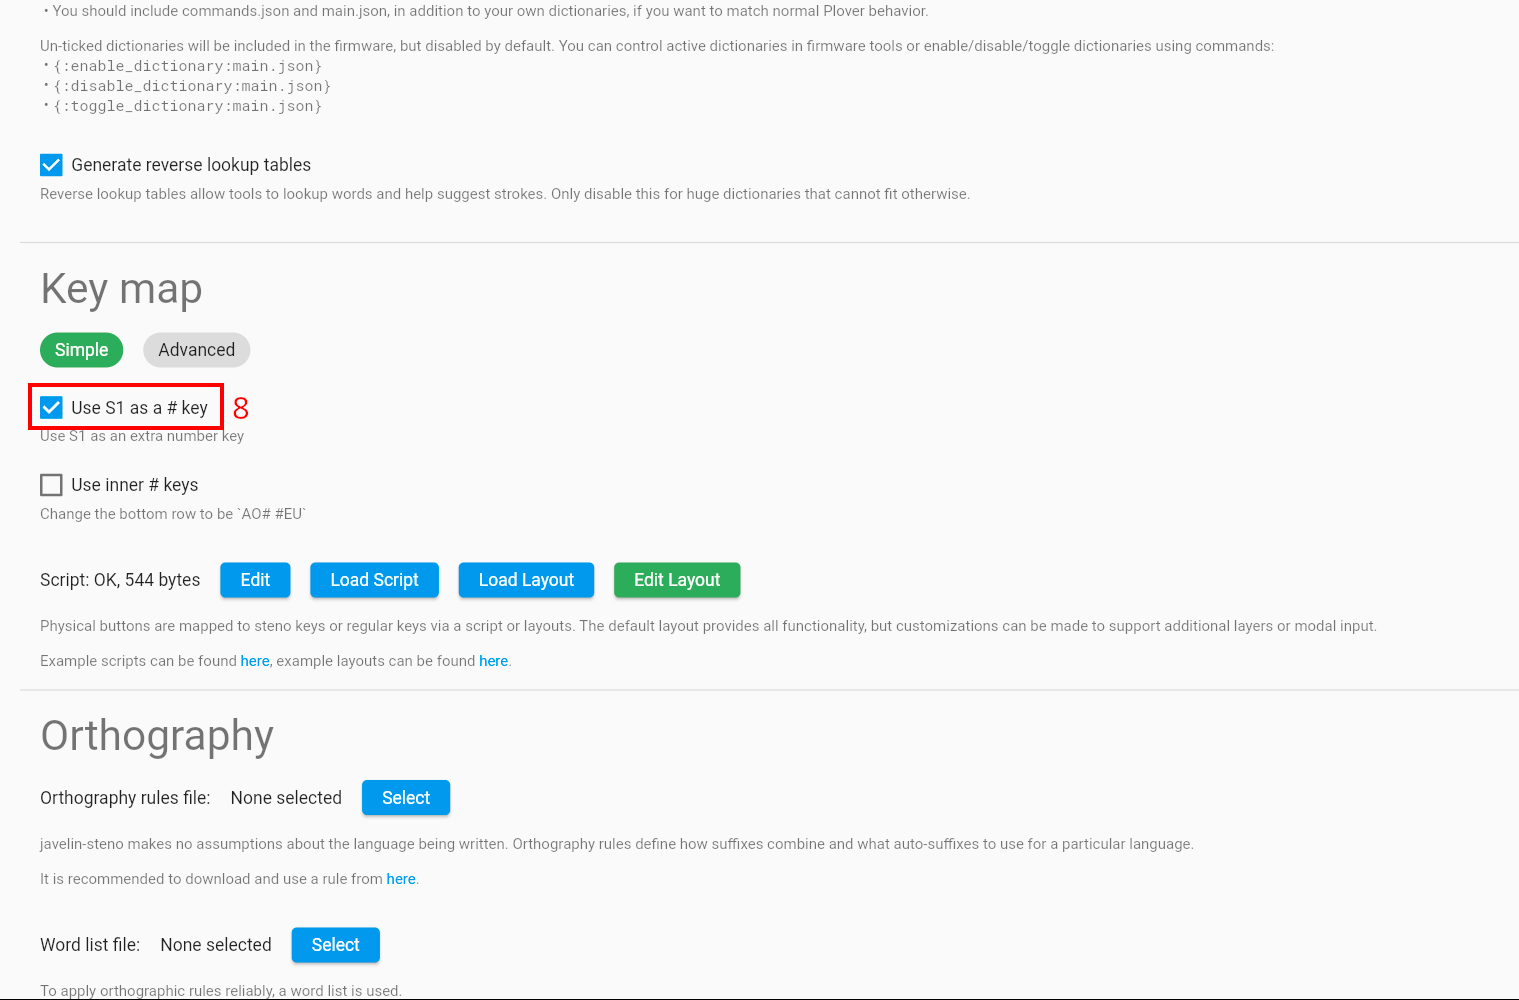 • You should include commands.json and main.json, in addition to your own dictionaries, if you want to match normal Plover behavior.
Un-ticked dictionaries will be included in the firmware, but disabled by default. You can control active dictionaries in firmware tools or enable/disable/toggle dictionaries using commands:
• {:enable_dictionary:main.json}
• {:disable_dictionary:main.json}
• {:toggle_dictionary:main.json}
Generate reverse lookup tables
Reverse lookup tables allow tools to lookup words and help suggest strokes. Only disable this for huge dictionaries that cannot fit otherwise.
Key map
Simple Advanced
Use S1 as a # key 8
Use S1 as an extra number key
Use inner # keys
Change the bottom row to be `AO# #EU`
Script: OK, 544 bytes Edit Load Script Load Layout Edit Layout
Physical buttons are mapped to steno keys or regular keys via a script or layouts. The default layout provides all functionality, but customizations can be made to support additional layers or modal input.
Example scripts can be found here, example layouts can be found here.
Orthography
Orthography rules file: None selected Select
javelin-steno makes no assumptions about the language being written. Orthography rules define how suffixes combine and what auto-suffixes to use for a particular language.
It is recommended to download and use a rule from here.
Word list file: None selected Select
To apply orthographic rules reliably, a word list is used.